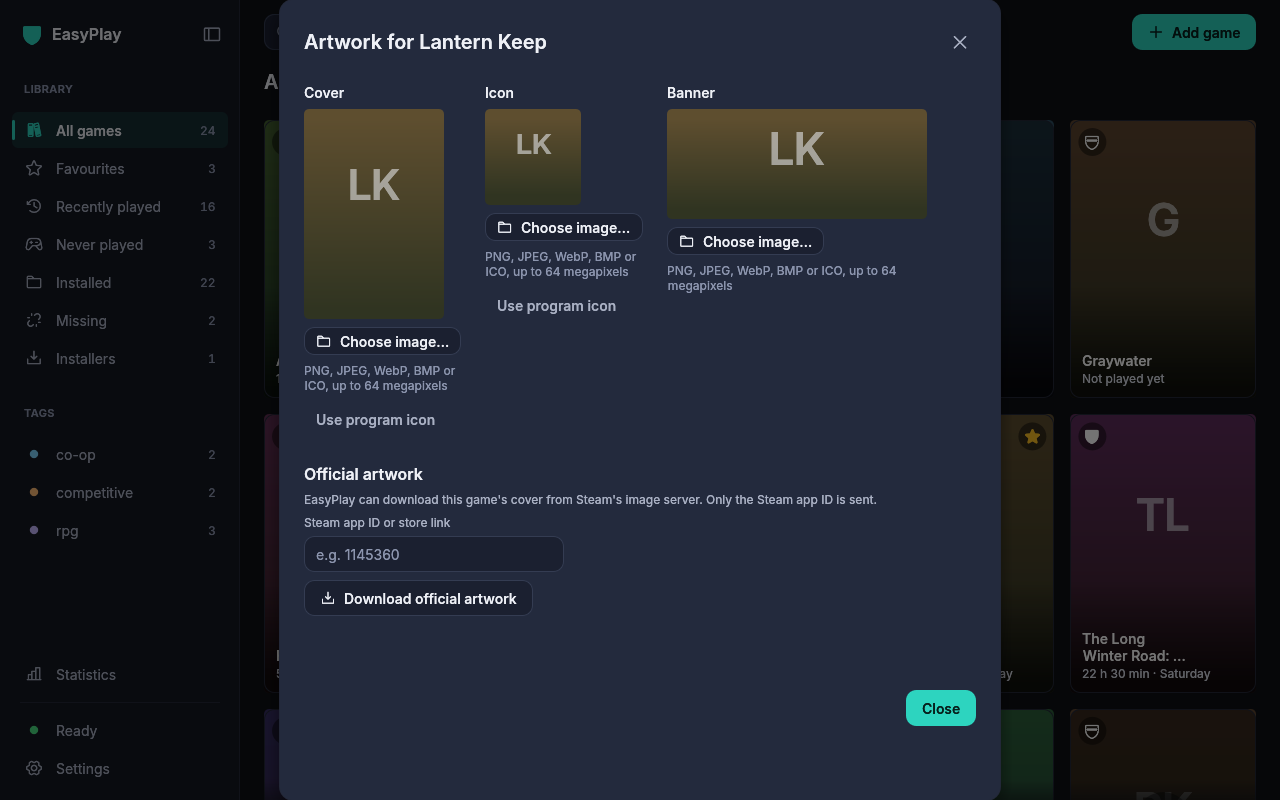 EasyPlay
LIBRARY
All games 24
Favourites 3
Recently played 16
Never played 3
Installed 22
Missing 2
Installers 1
TAGS
co-op 2
competitive 2
rpg 3
Statistics
Ready
Settings
Add game
Artwork for Lantern Keep
Cover
LK
Choose image...
PNG, JPEG, WebP, BMP or
ICO, up to 64 megapixels
Use program icon
Icon
LK
Choose image...
PNG, JPEG, WebP, BMP or
ICO, up to 64 megapixels
Use program icon
Banner
LK
Choose image...
PNG, JPEG, WebP, BMP or ICO, up to 64
megapixels
Official artwork
EasyPlay can download this game's cover from Steam's image server. Only the Steam app ID is sent.
Steam app ID or store link
e.g. 1145360
Download official artwork
Close
G
Graywater
Not played yet
TL
The Long
Winter Road: ...
22 h 30 min · Saturday